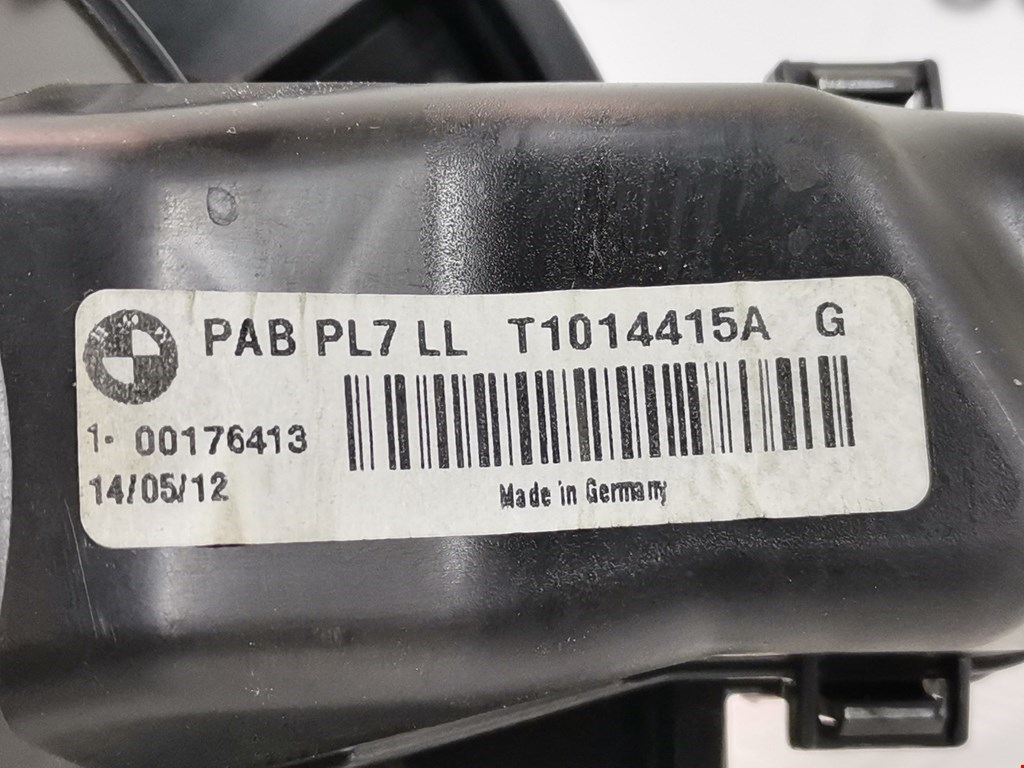 PAB PL7 LL T1014415A G
1- 00176413
14/05/12
Made in Germany